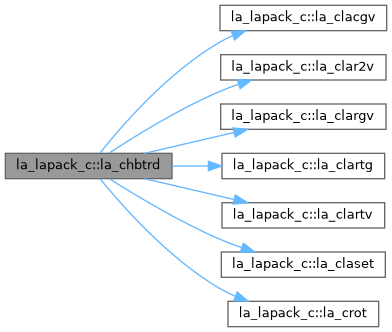 la_lapack_c::la_clacgv
la_lapack_c::la_clar2v
la_lapack_c::la_clargv
la_lapack_c::la_chbtrd
la_lapack_c::la_clartg
la_lapack_c::la_clartv
la_lapack_c::la_claset
la_lapack_c::la_crot